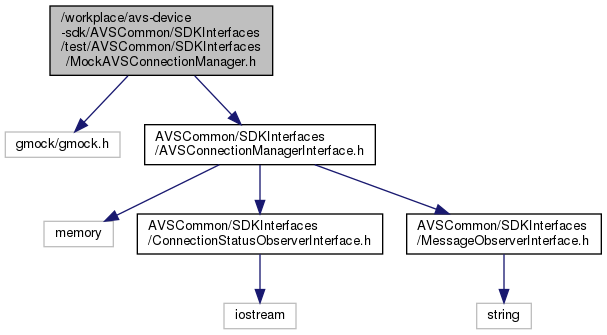 /workplace/avs-device
-sdk/AVSCommon/SDKInterfaces
/test/AVSCommon/SDKInterfaces
/MockAVSConnectionManager.h
gmock/gmock.h
AVSCommon/SDKInterfaces
/AVSConnectionManagerInterface.h
memory
AVSCommon/SDKInterfaces
/ConnectionStatusObserverInterface.h
AVSCommon/SDKInterfaces
/MessageObserverInterface.h
iostream
string